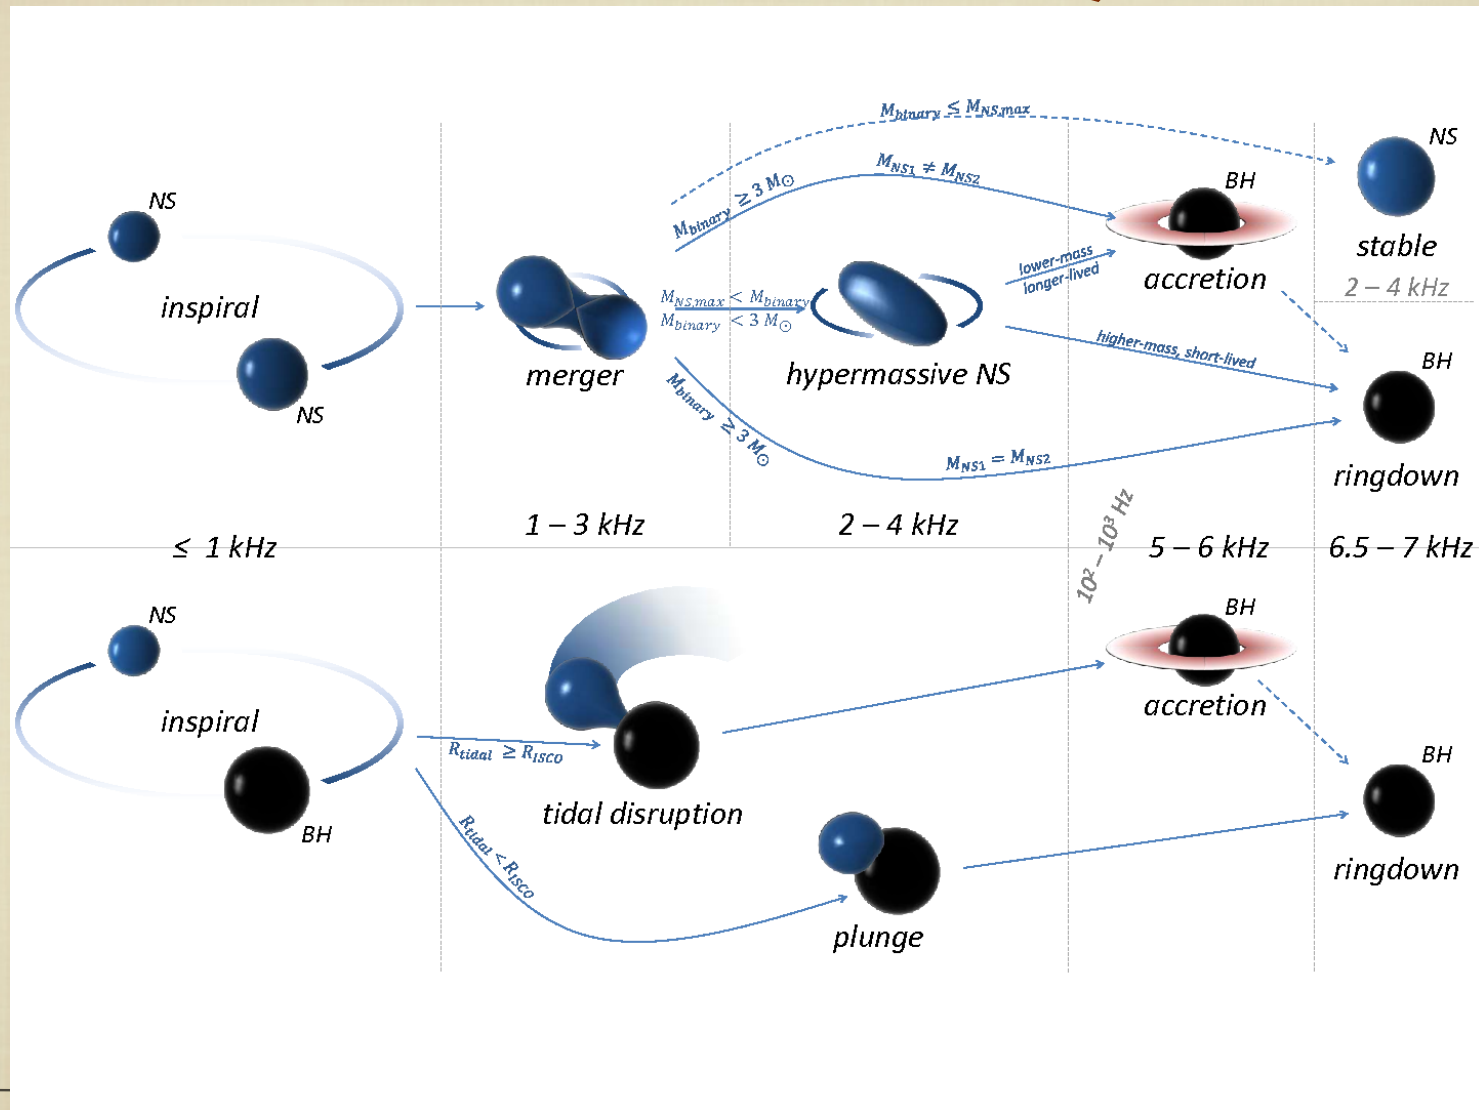 M_binary ≤ M_NS,max
NS
stable
2 – 4 kHz
M_binary ≥ 3 M_⊙
M_NS1 ≠ M_NS2
BH
accretion
NS
inspiral
NS
merger
M_NS,max < M_binary
M_binary < 3 M_⊙
hypermassive NS
lower-mass
longer-lived
higher-mass, short-lived
BH
ringdown
M_binary ≥ 3 M_⊙
M_NS1 = M_NS2
≤ 1 kHz
1 – 3 kHz
2 – 4 kHz
10² – 10³ Hz
5 – 6 kHz
6.5 – 7 kHz
NS
inspiral
BH
R_tidal ≥ R_ISCO
tidal disruption
R_tidal < R_ISCO
plunge
BH
accretion
BH
ringdown